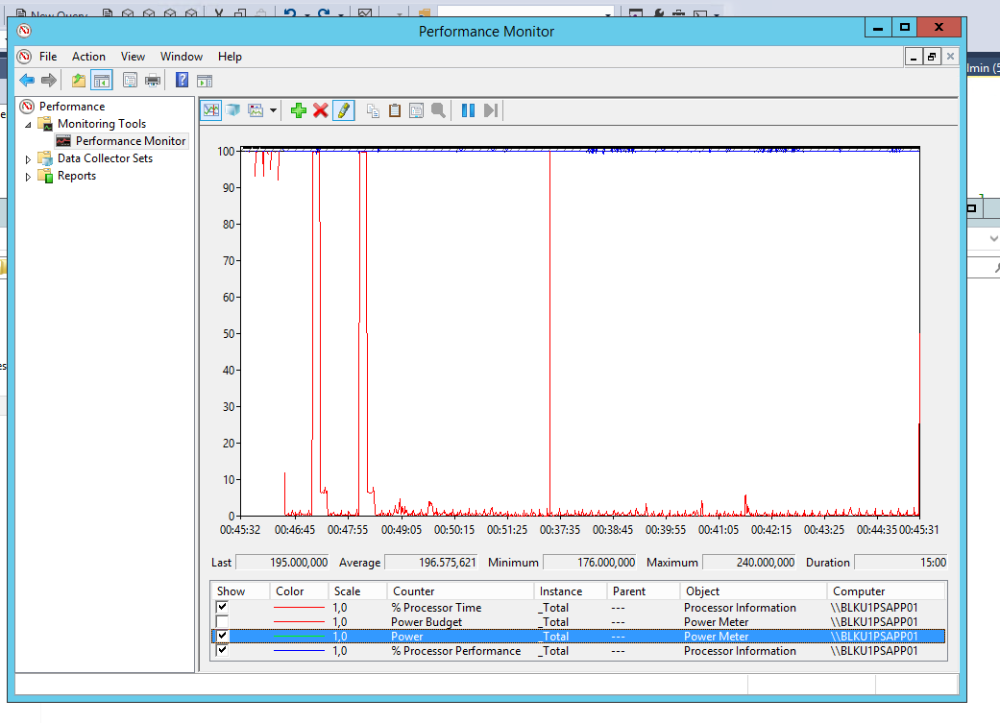 New Query
Performance Monitor
File Action View Window Help
Performance
Monitoring Tools
Performance Monitor
Data Collector Sets
Reports
100
90
80
70
60
50
40
30
20
10
0
00:45:32 00:46:45 00:47:55 00:49:05 00:50:15 00:51:25 00:37:35 00:38:45 00:39:55 00:41:05 00:42:15 00:43:25 00:44:35 00:45:31
Last 195.000,000 Average 196.575,621 Minimum 176.000,000 Maximum 240.000,000 Duration 15:00
Show Color Scale Counter Instance Parent Object Computer
1,0 % Processor Time _Total --- Processor Information \\BLKU1PSAPP01
1,0 Power Budget _Total --- Power Meter \\BLKU1PSAPP01
1,0 Power _Total --- Power Meter \\BLKU1PSAPP01
1,0 % Processor Performance _Total --- Processor Information \\BLKU1PSAPP01